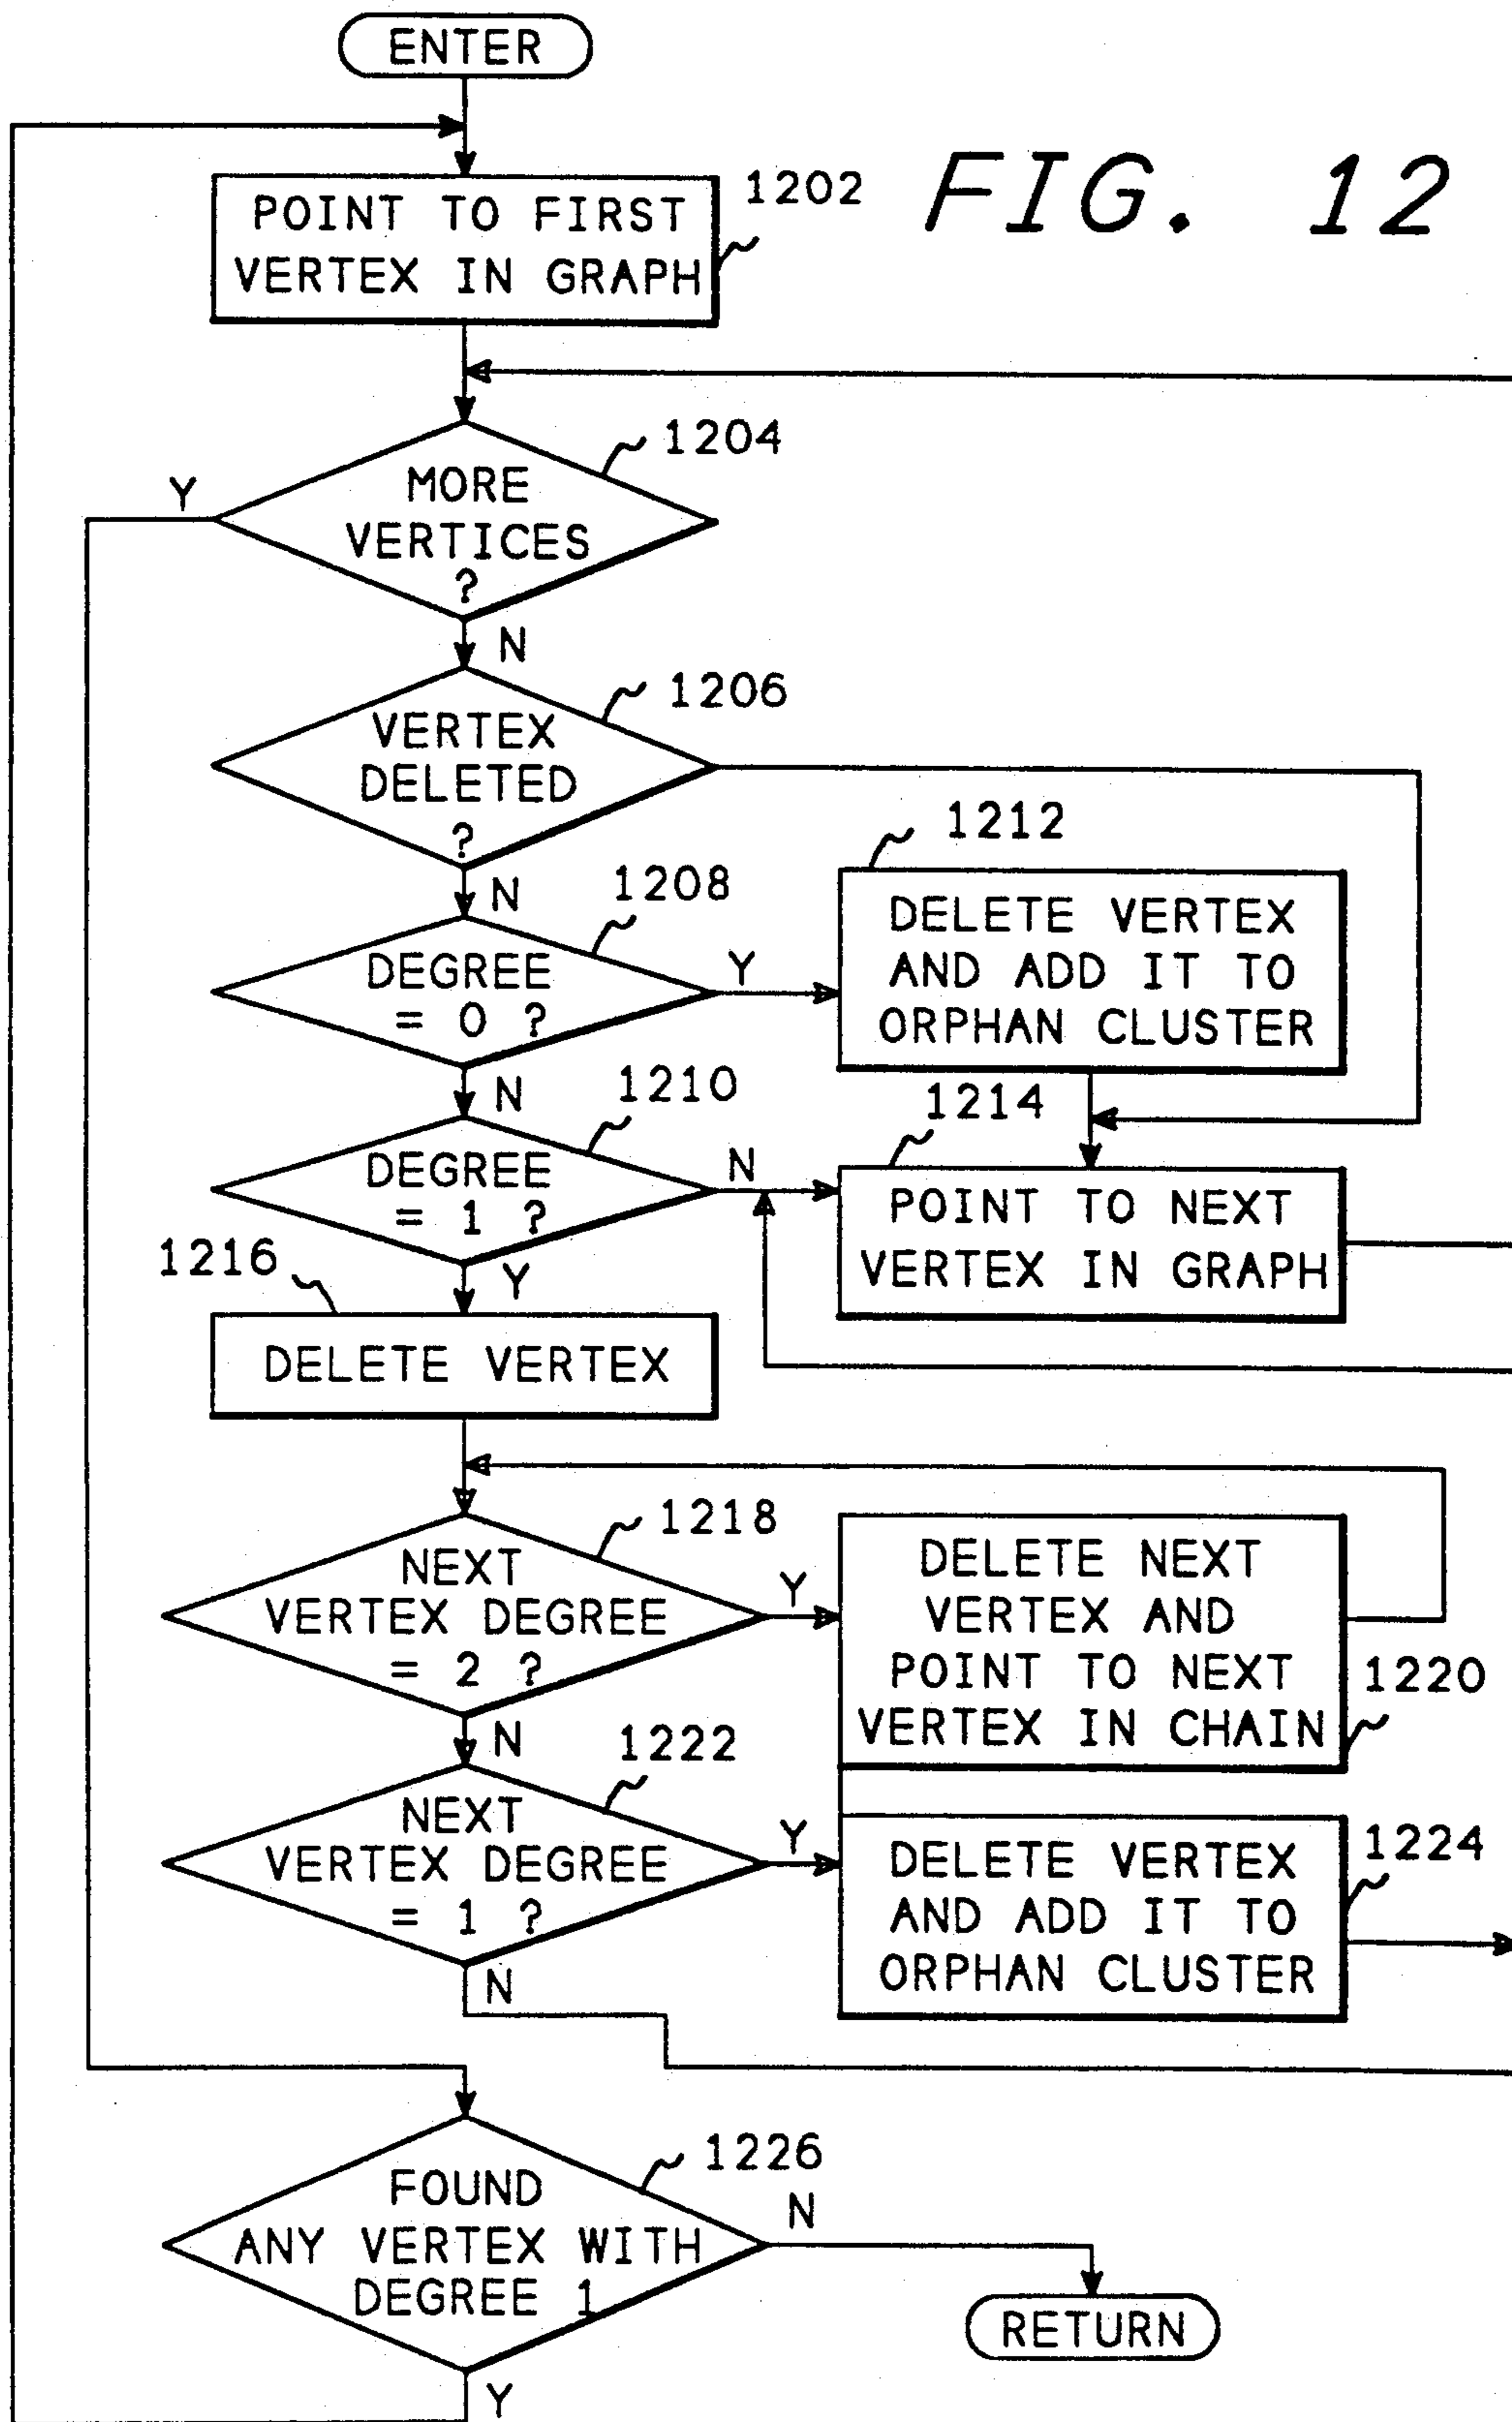 ENTER
FIG. 12
1202
POINT TO FIRST
VERTEX IN GRAPH
1204
Y
MORE
VERTICES
?
N
1206
VERTEX
DELETED
?
N
1208
DEGREE
= 0 ?
Y
1212
DELETE VERTEX
AND ADD IT TO
ORPHAN CLUSTER
N
1210
DEGREE
= 1 ?
N
1214
POINT TO NEXT
VERTEX IN GRAPH
Y
1216
DELETE VERTEX
1218
NEXT
VERTEX DEGREE
= 2 ?
Y
DELETE NEXT
VERTEX AND
POINT TO NEXT
VERTEX IN CHAIN
1220
N
1222
NEXT
VERTEX DEGREE
= 1 ?
Y
DELETE VERTEX
AND ADD IT TO
ORPHAN CLUSTER
1224
N
1226
FOUND
ANY VERTEX WITH
DEGREE 1
N
RETURN
Y